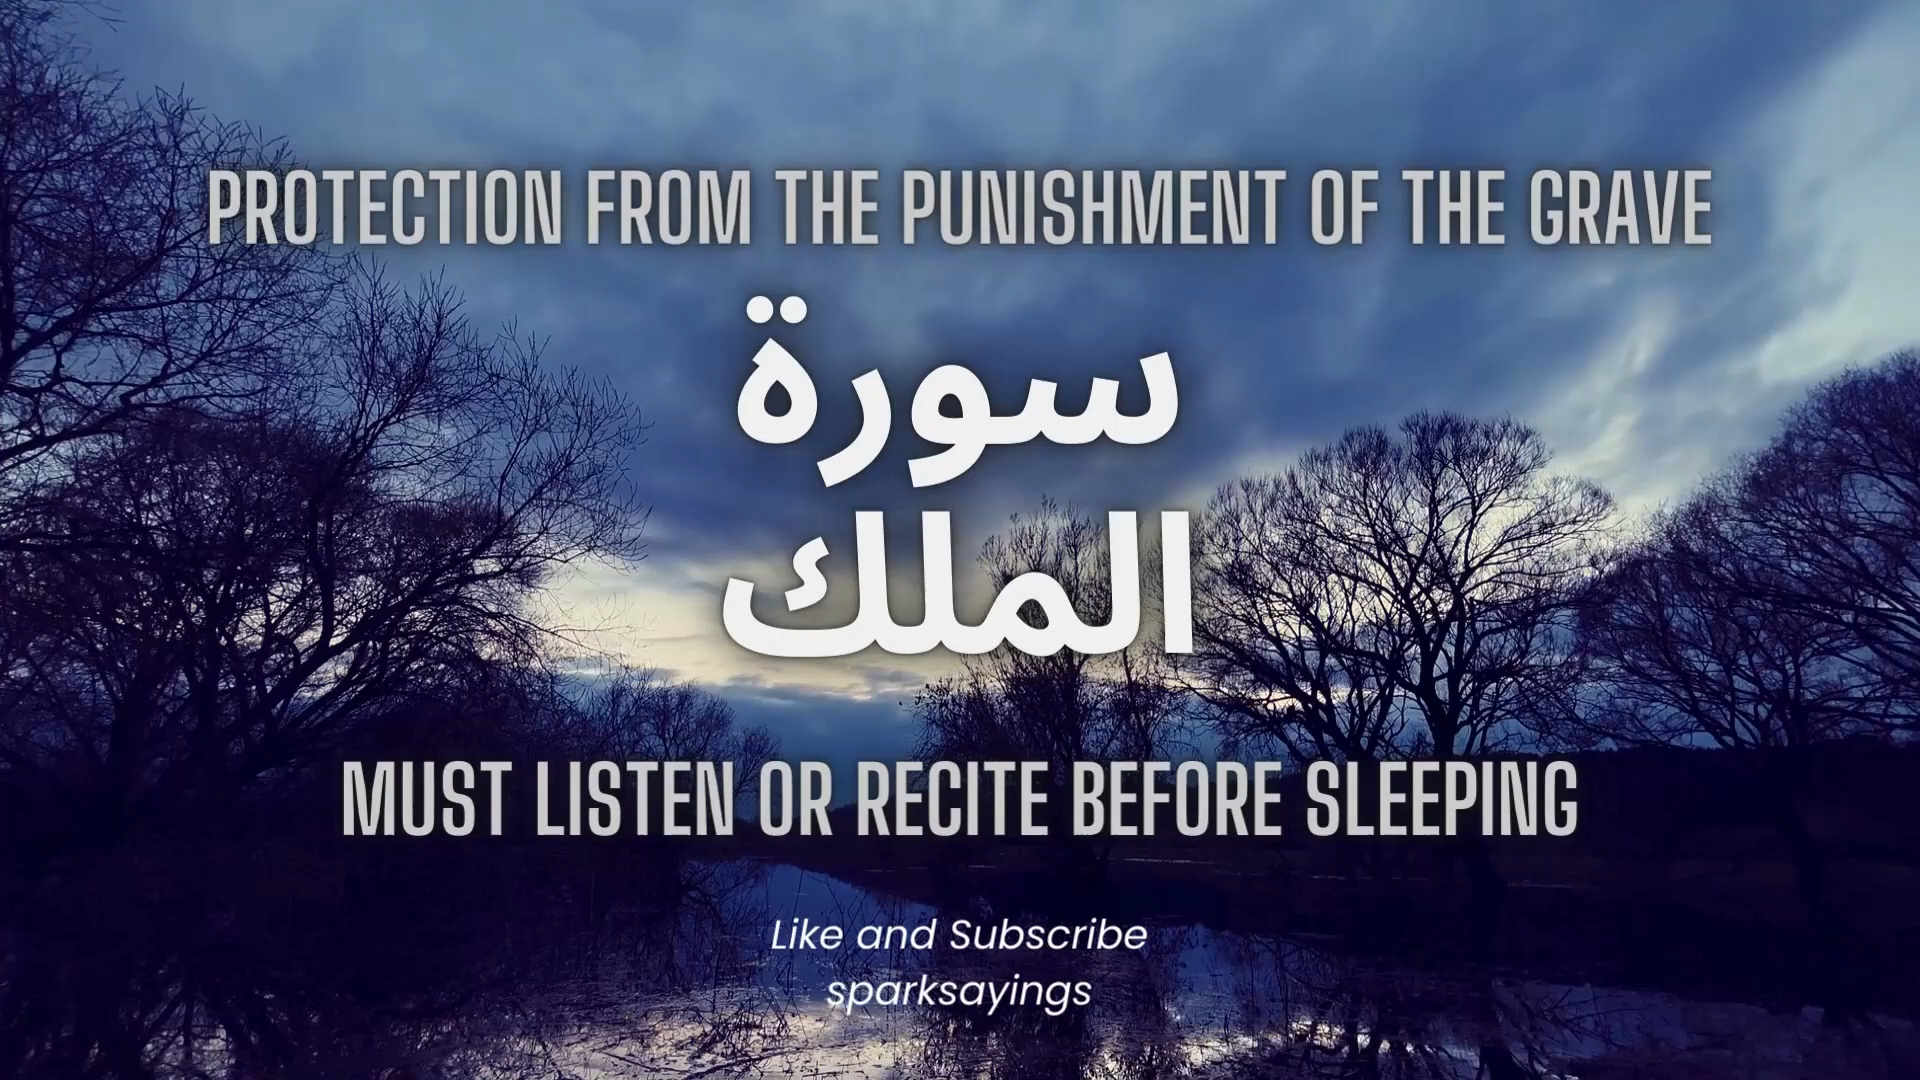 PROTECTION FROM THE PUNISHMENT OF THE GRAVE
سورة
الملك
MUST LISTEN OR RECITE BEFORE SLEEPING
Like and Subscribe
sparksayings